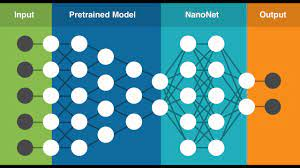 Input
Pretrained Model
NanoNet
Output